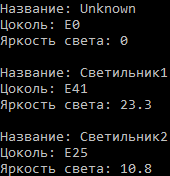 Название: Unknown
Цоколь: E0
Яркость света: 0
Название: Светильник1
Цоколь: E41
Яркость света: 23.3
Название: Светильник2
Цоколь: E25
Яркость света: 10.8